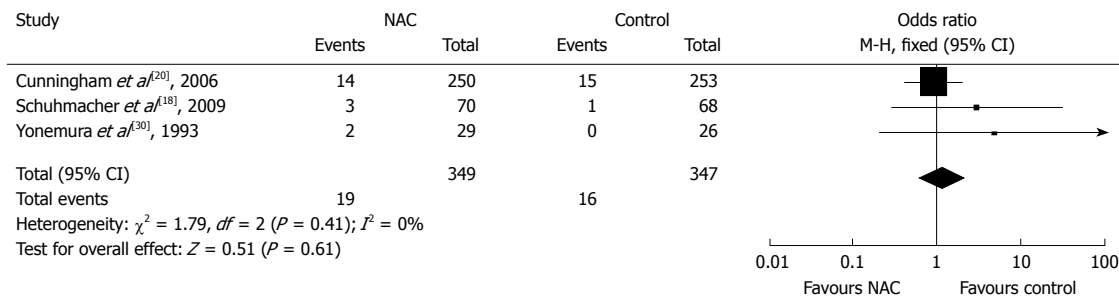 Study NAC Control Odds ratio
Events Total Events Total M-H, fixed (95% CI)
Cunningham et al[20], 2006 14 250 15 253
Schuhmacher et al[18], 2009 3 70 1 68
Yonemura et al[30], 1993 2 29 0 26
Total (95% CI) 349 347
Total events 19 16
Heterogeneity: χ2 = 1.79, df = 2 (P = 0.41); I2 = 0%
Test for overall effect: Z = 0.51 (P = 0.61)
0.01 0.1 1 10 100
Favours NAC Favours control